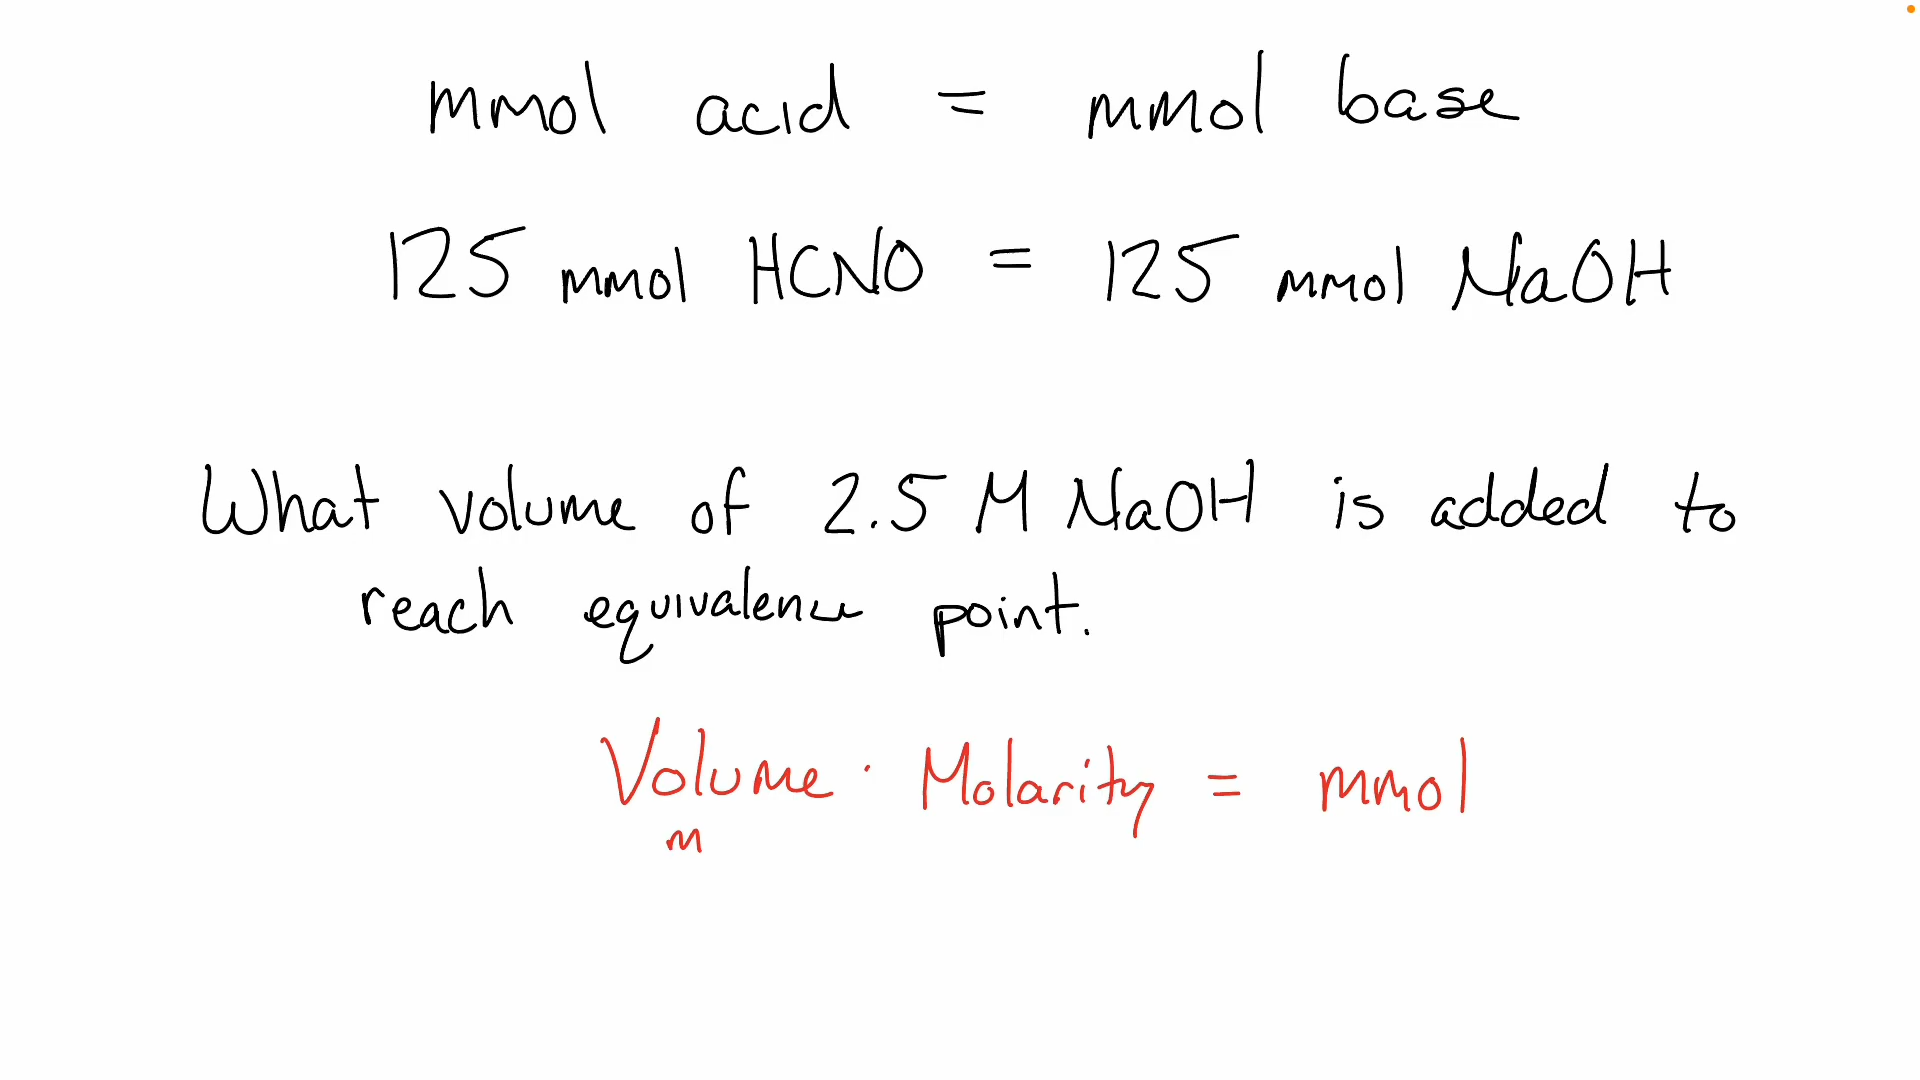 mmol acid = mmol base
125 mmol HCNO = 125 mmol NaOH
What volume of 2.5 M NaOH is added to
reach equivalence point.
Volume · Molarity = mmol
m